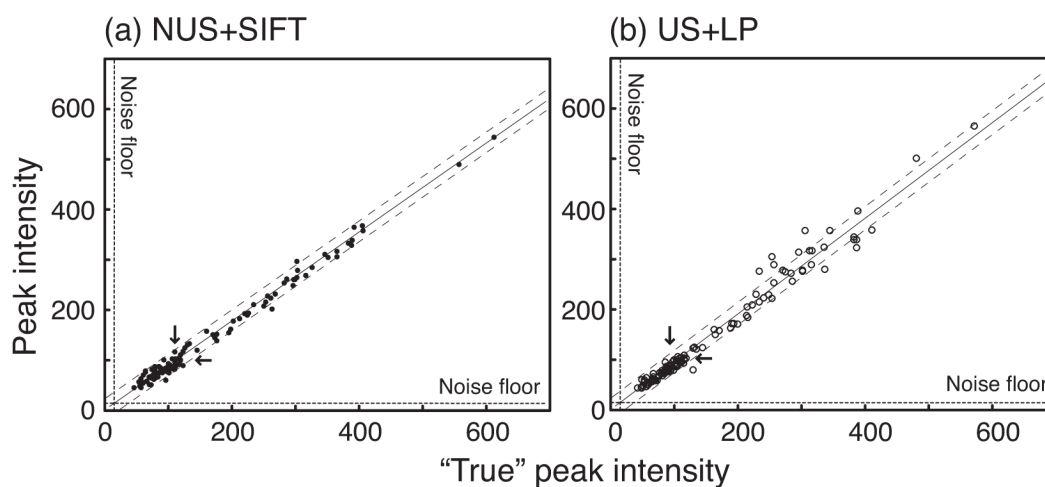 (a) NUS+SIFT
(b) US+LP
Peak intensity
600
400
200
0
Noise floor
Noise floor
0 200 400 600
600
400
200
0
Noise floor
Noise floor
0 200 400 600
“True” peak intensity